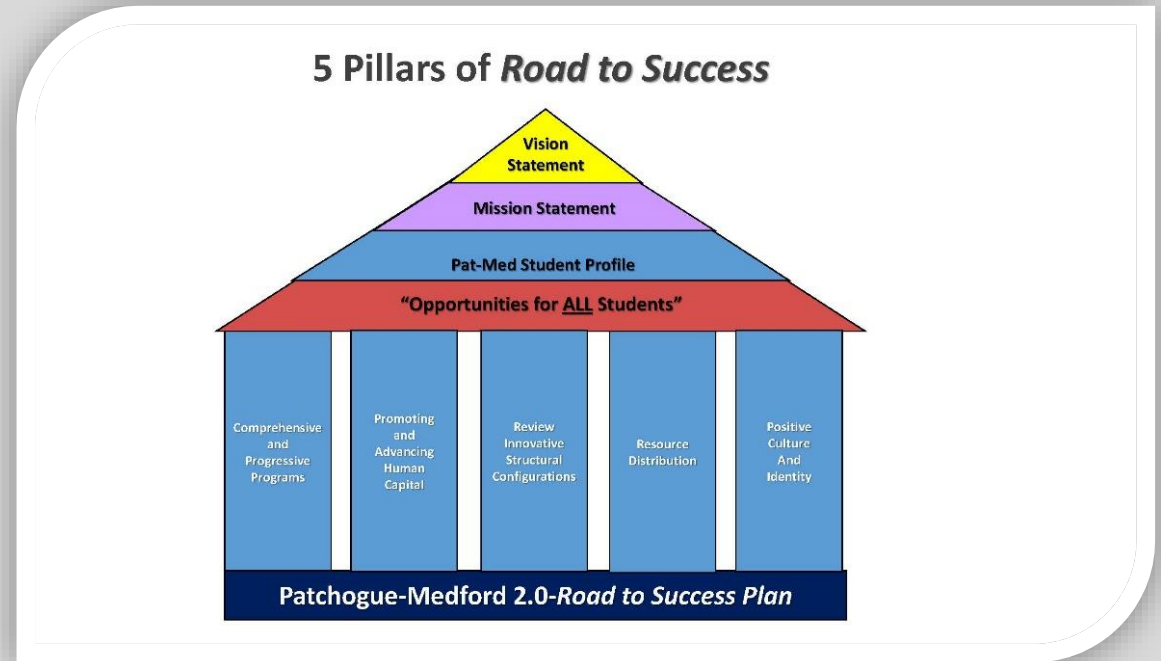 5 Pillars of Road to Success
Vision
Statement
Mission Statement
Pat-Med Student Profile
“Opportunities for ALL Students”
Comprehensive
and
Progressive
Programs
Promoting
and
Advancing
Human
Capital
Review
Innovative
Structural
Configurations
Resource
Distribution
Positive
Culture
And
Identity
Patchogue-Medford 2.0-Road to Success Plan